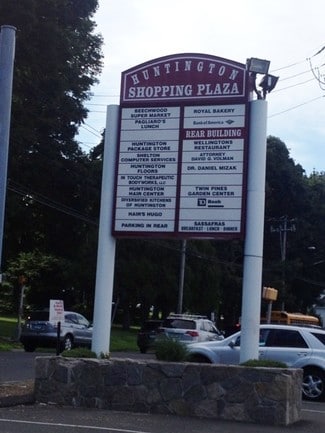 HUNTINGTON
SHOPPING PLAZA
BEECHWOOD
SUPER MARKET
PAGLIARO'S
LUNCH
HUNTINGTON
PACKAGE STORE
SHELTON
COMPUTER SERVICES
HUNTINGTON
FLOORS
IN TOUCH THERAPEUTIC
BODYWORKS, LLC
HUNTINGTON
HAIR CENTER
DIVERSIFIED KITCHENS
OF HUNTINGTON
HAIM'S HUGO
PARKING IN REAR
ROYAL BAKERY
Bank of America
REAR BUILDING
WELLINGTONS
RESTAURANT
ATTORNEY
DAVID G. VOLMAN
DR. DANIEL MIZAK
TWIN PINES
GARDEN CENTER
TD Bank
SASSAFRAS
BREAKFAST - LUNCH - DINNER